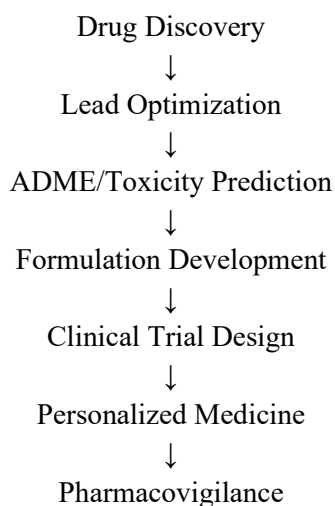 Drug Discovery
↓
Lead Optimization
↓
ADME/Toxicity Prediction
↓
Formulation Development
↓
Clinical Trial Design
↓
Personalized Medicine
↓
Pharmacovigilance